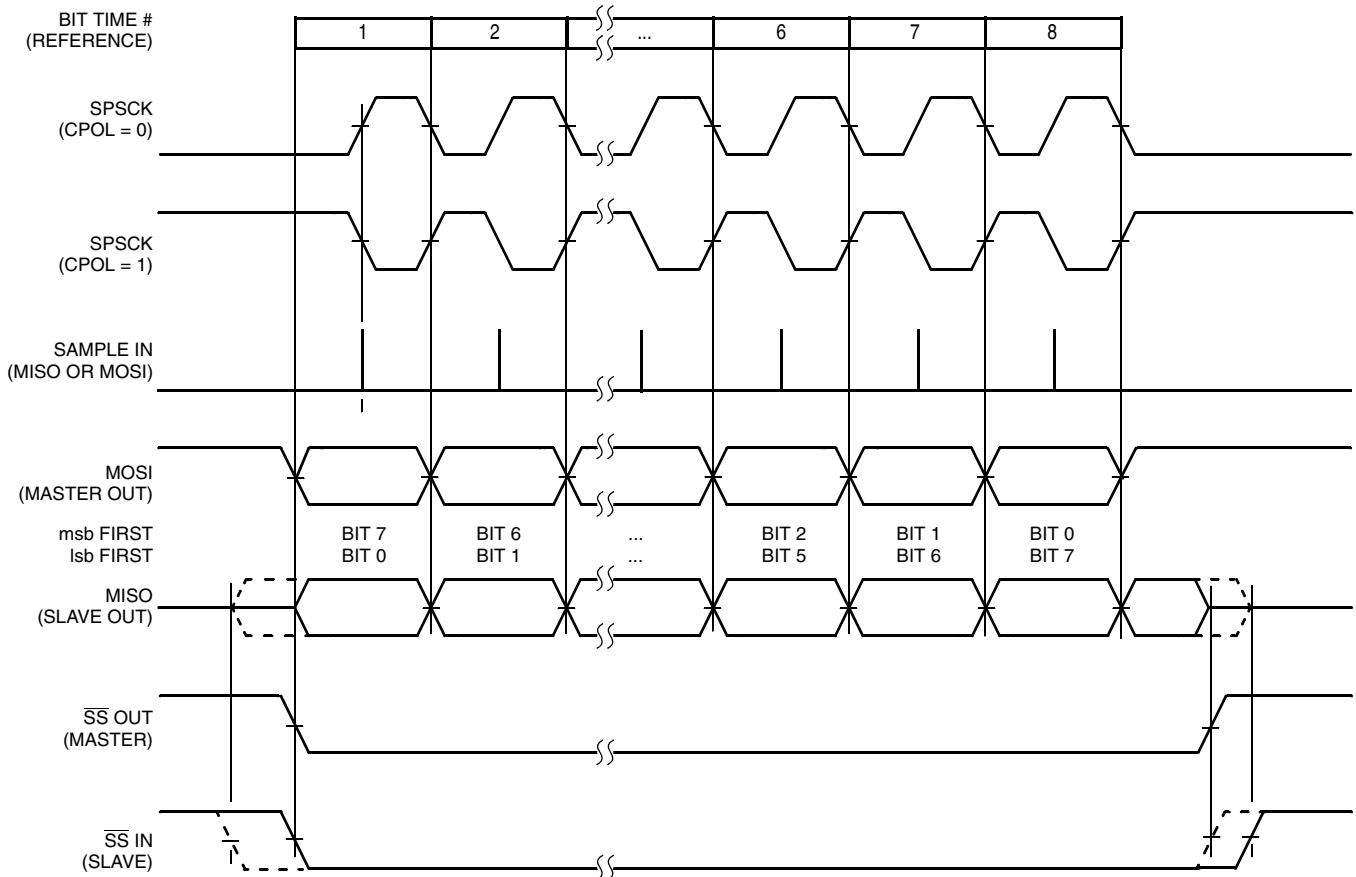 BIT TIME #
(REFERENCE)
1 2 ... 6 7 8
SPSCK
(CPOL = 0)
SPSCK
(CPOL = 1)
SAMPLE IN
(MISO OR MOSI)
MOSI
(MASTER OUT)
msb FIRST BIT 7 BIT 6 ... BIT 2 BIT 1 BIT 0
lsb FIRST BIT 0 BIT 1 ... BIT 5 BIT 6 BIT 7
MISO
(SLAVE OUT)
S̅S̅ OUT
(MASTER)
S̅S̅ IN
(SLAVE)